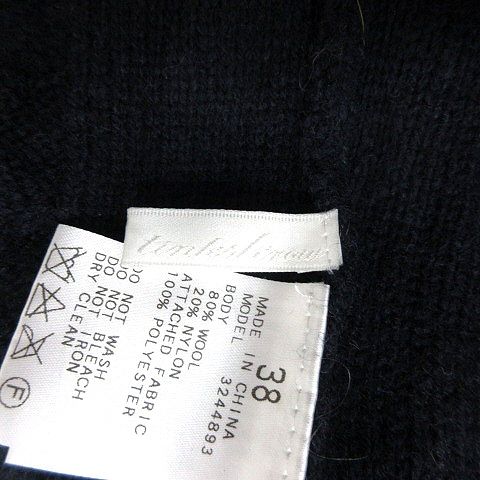 38
MADE IN CHINA
MODEL 3244893
BODY
80% WOOL
20% NYLON
ATTACHED FABRIC
100% POLYESTER
DO NOT WASH
DO NOT BLEACH
DO NOT IRON
DRY CLEAN
F